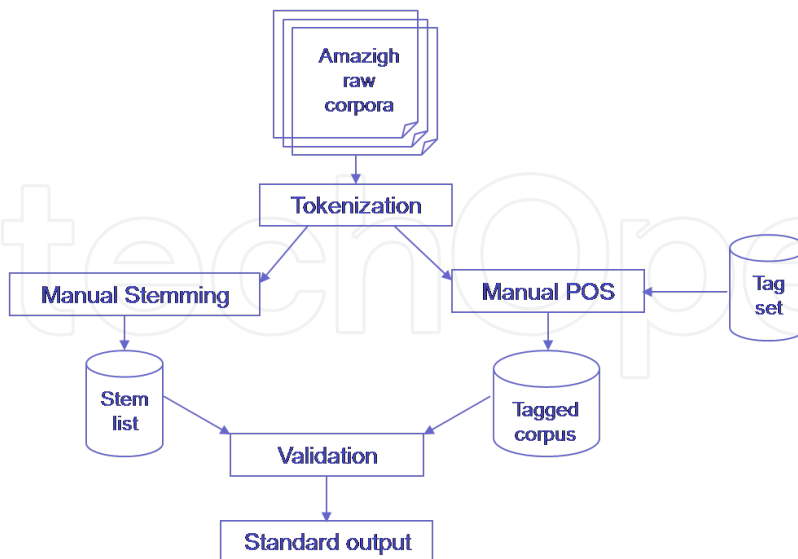 Amazigh
raw
corpora
Tokenization
Manual Stemming
Manual POS
Tag
set
Stem
list
Tagged
corpus
Validation
Standard output